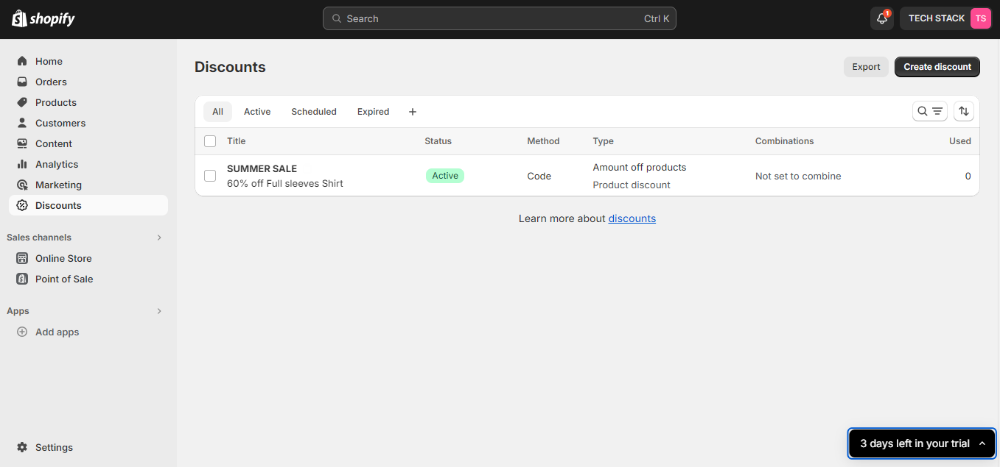 shopify
Search Ctrl K
1
TECH STACK TS
Home
Orders
Products
Customers
Content
Analytics
Marketing
Discounts
Sales channels
Online Store
Point of Sale
Apps
Add apps
Settings
Discounts
Export Create discount
All Active Scheduled Expired +
Title Status Method Type Combinations Used
SUMMER SALE
60% off Full sleeves Shirt
Active
Code
Amount off products
Product discount
Not set to combine
0
Learn more about discounts
3 days left in your trial